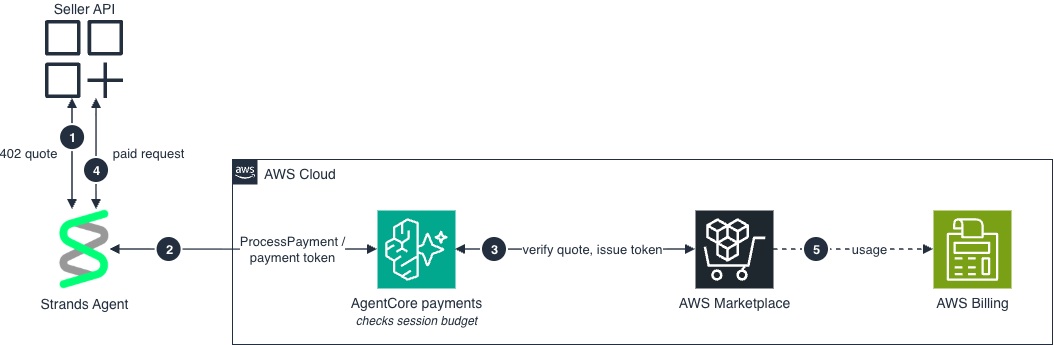 Seller API
1
402 quote
4
paid request
aws
AWS Cloud
2
ProcessPayment /
payment token
3
verify quote, issue token
5
usage
Strands Agent
AgentCore payments
checks session budget
AWS Marketplace
AWS Billing